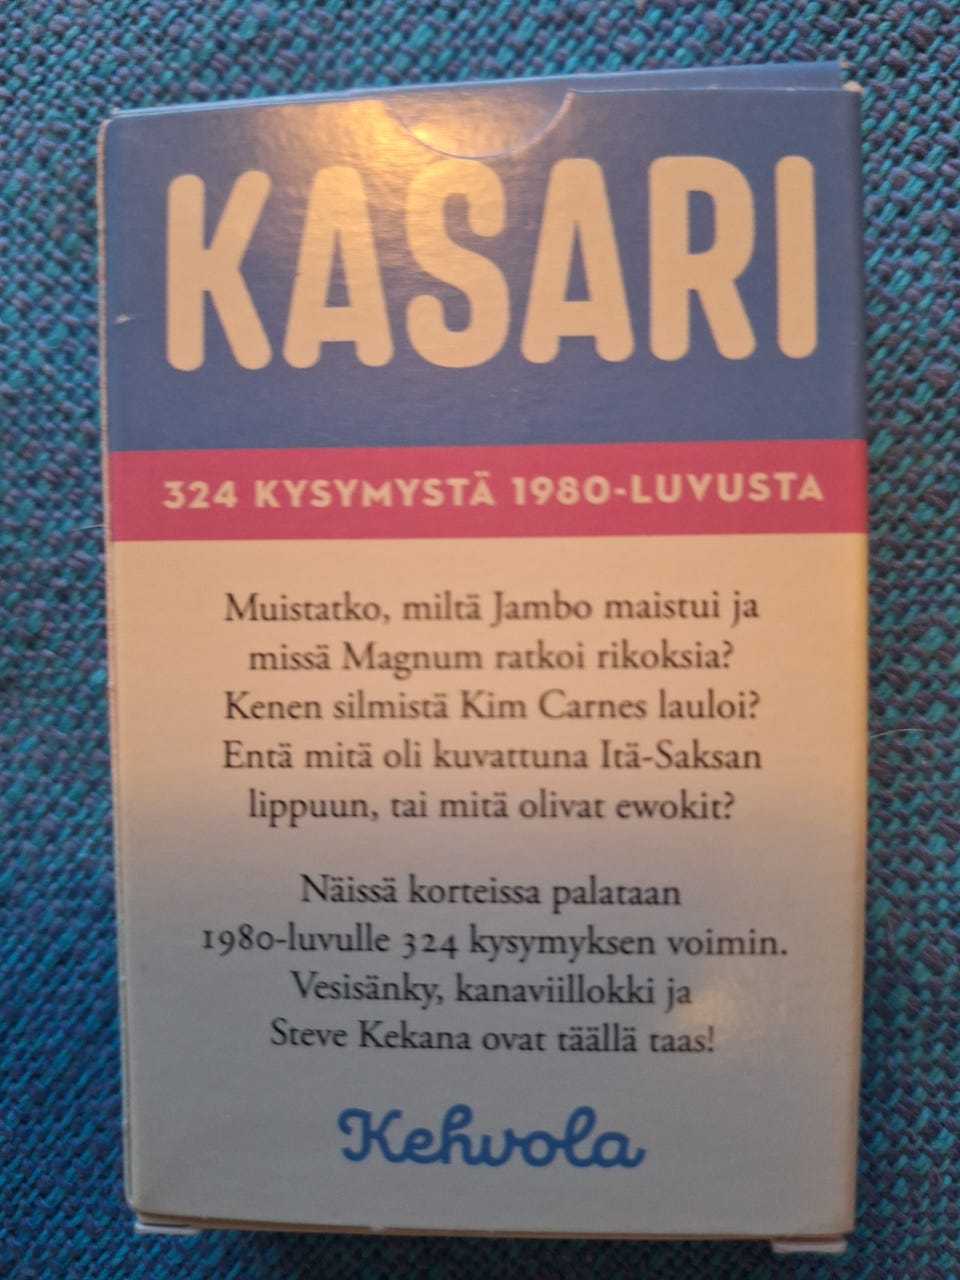 KASARI
324 KYSYMYSTÄ 1980-LUVUSTA
Muistatko, miltä Jambo maistui ja
missä Magnum ratkoi rikoksia?
Kenen silmistä Kim Carnes lauloi?
Entä mitä oli kuvattuna Itä-Saksan
lippuun, tai mitä olivat ewokit?
Näissä korteissa palataan
1980-luvulle 324 kysymyksen voimin.
Vesisänky, kanaviillokki ja
Steve Kekana ovat täällä taas!
Kehvola